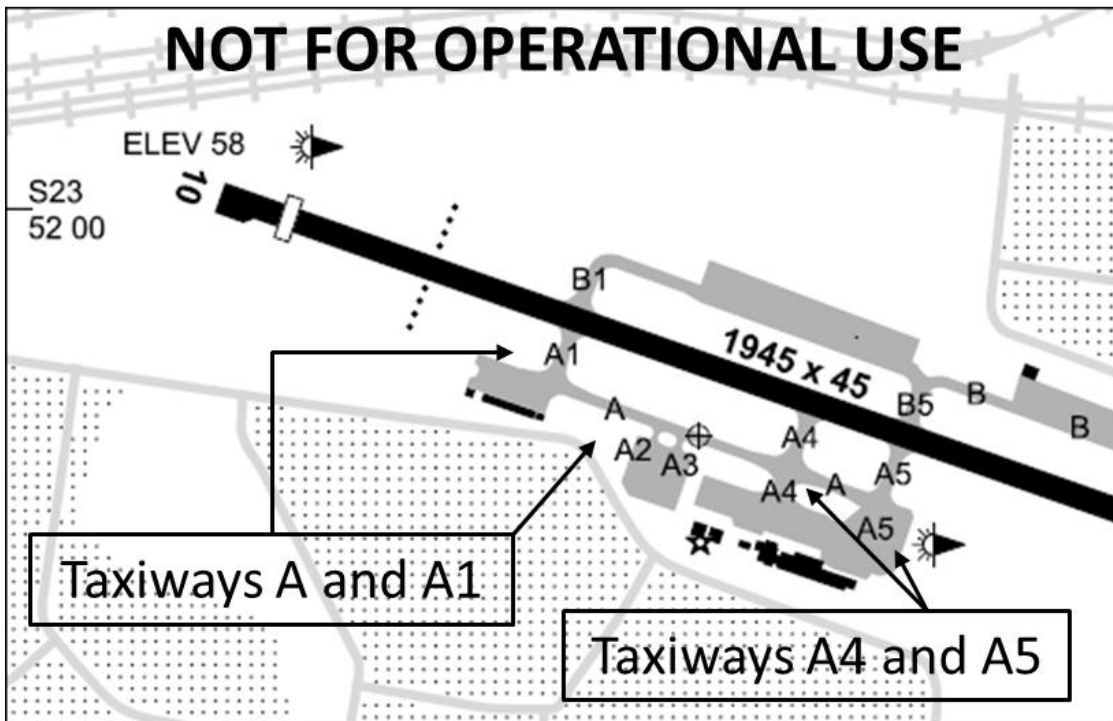 NOT FOR OPERATIONAL USE
ELEV 58
10
S23
52 00
B1
A1
1945 x 45
A
A2
A3
A4
A4
A
B5
B
B
A5
A5
Taxiways A and A1
Taxiways A4 and A5